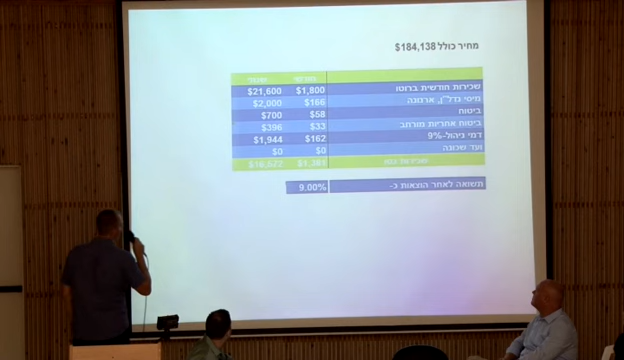 מחיר כולל $184,138
חודשי שנתי
שכירות חודשית ברוטו $1,800 $21,600
מיסי נדל"ן, ארנונה $166 $2,000
ביטוח $58 $700
ביטוח אחריות מורחב $33 $396
דמי ניהול-9% $162 $1,944
ועד שכונה $0 $0
שכירות נטו $1,381
תשואה לאחר הוצאות כ- 9.00%